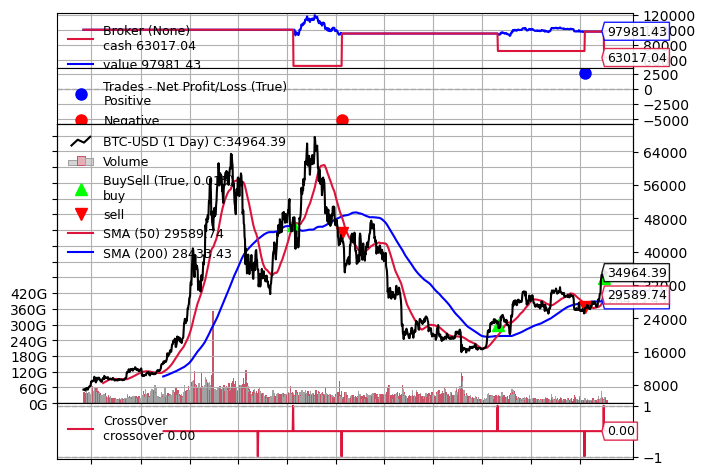 Broker (None)
cash 63017.04
value 97981.43
120000
97981.43
80000
63017.04
Trades - Net Profit/Loss (True)
Positive
Negative
2500
0
−2500
−5000
BTC-USD (1 Day) C:34964.39
Volume
BuySell (True, 0.015)
buy
sell
SMA (50) 29589.74
SMA (200) 28433.43
64000
56000
48000
40000
34964.39
29589.74
24000
16000
8000
420G
360G
300G
240G
180G
120G
60G
0G
CrossOver
crossover 0.00
1
0.00
−1